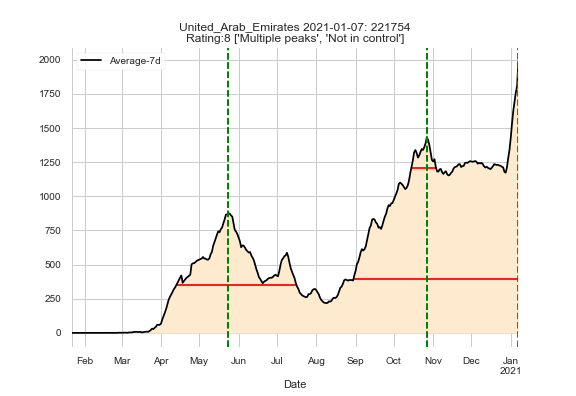 United_Arab_Emirates 2021-01-07: 221754
Rating:8 ['Multiple peaks', 'Not in control']
Average-7d
2000
1750
1500
1250
1000
750
500
250
0
Feb Mar Apr May Jun Jul Aug Sep Oct Nov Dec Jan
2021
Date